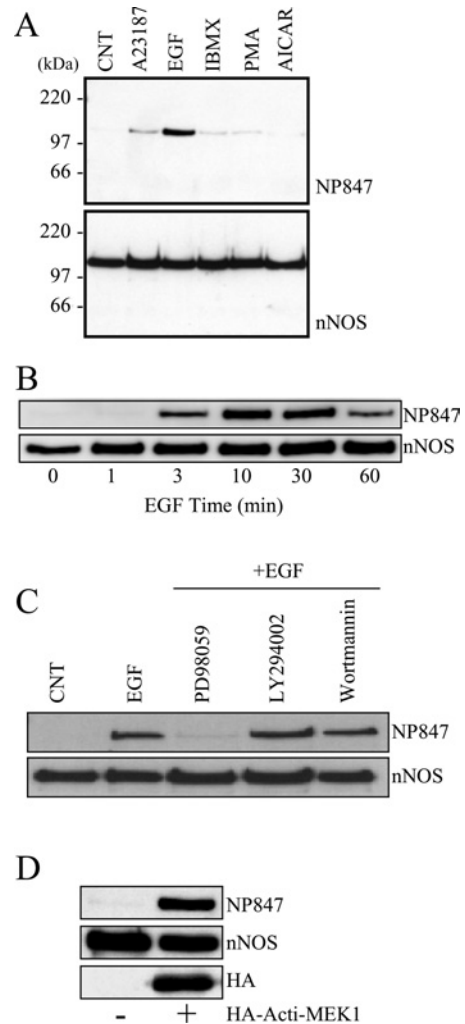 A
(kDa) CNT A23187 EGF IBMX PMA AICAR
220 -
97 -
66 -
NP847
220 -
97 -
66 -
nNOS
B
NP847
nNOS
0 1 3 10 30 60
EGF Time (min)
+EGF
C
CNT EGF PD98059 LY294002 Wortmannin
NP847
nNOS
D
NP847
nNOS
HA
- + HA-Acti-MEK1